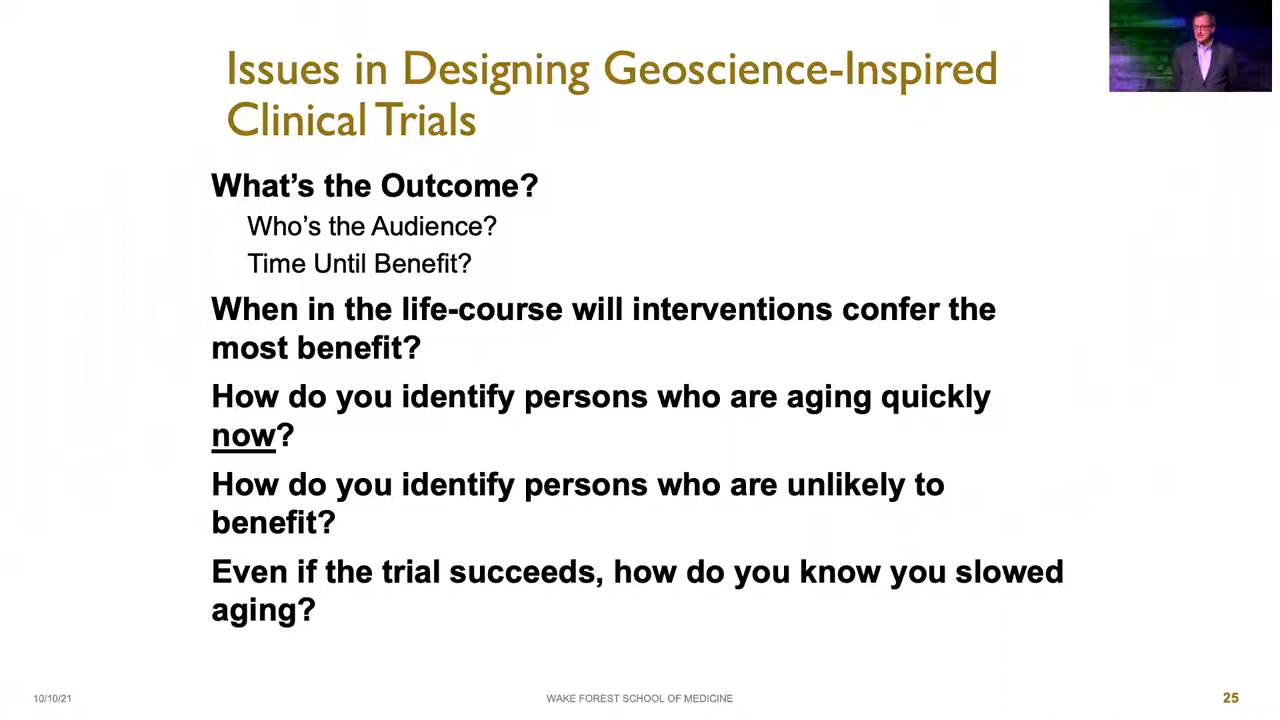 Issues in Designing Geoscience-Inspired
Clinical Trials
What’s the Outcome?
Who’s the Audience?
Time Until Benefit?
When in the life-course will interventions confer the
most benefit?
How do you identify persons who are aging quickly
now?
How do you identify persons who are unlikely to
benefit?
Even if the trial succeeds, how do you know you slowed
aging?
10/10/21
WAKE FOREST SCHOOL OF MEDICINE
25